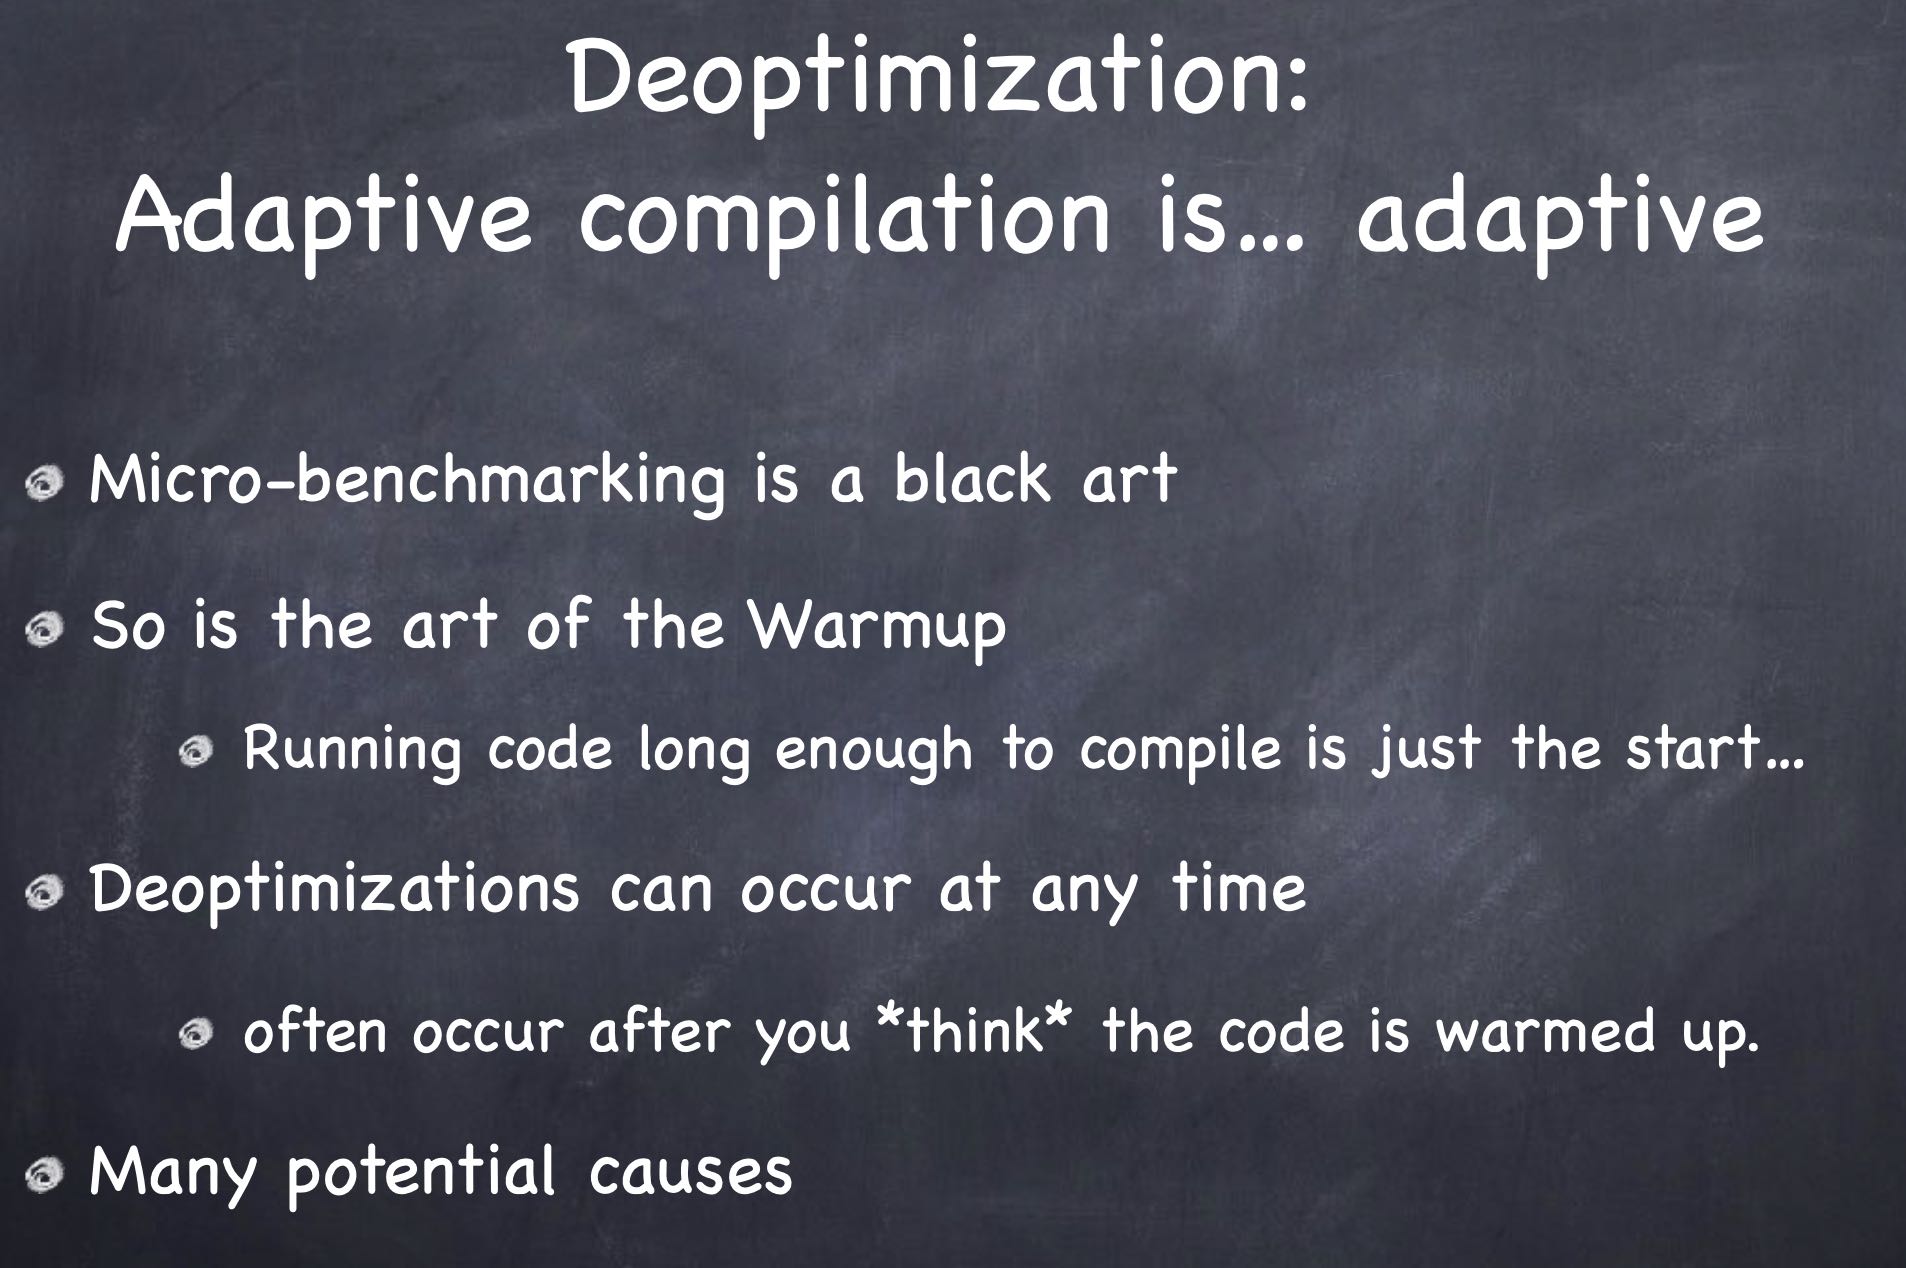 Deoptimization:
Adaptive compilation is... adaptive
Micro-benchmarking is a black art
So is the art of the Warmup
Running code long enough to compile is just the start...
Deoptimizations can occur at any time
often occur after you *think* the code is warmed up.
Many potential causes